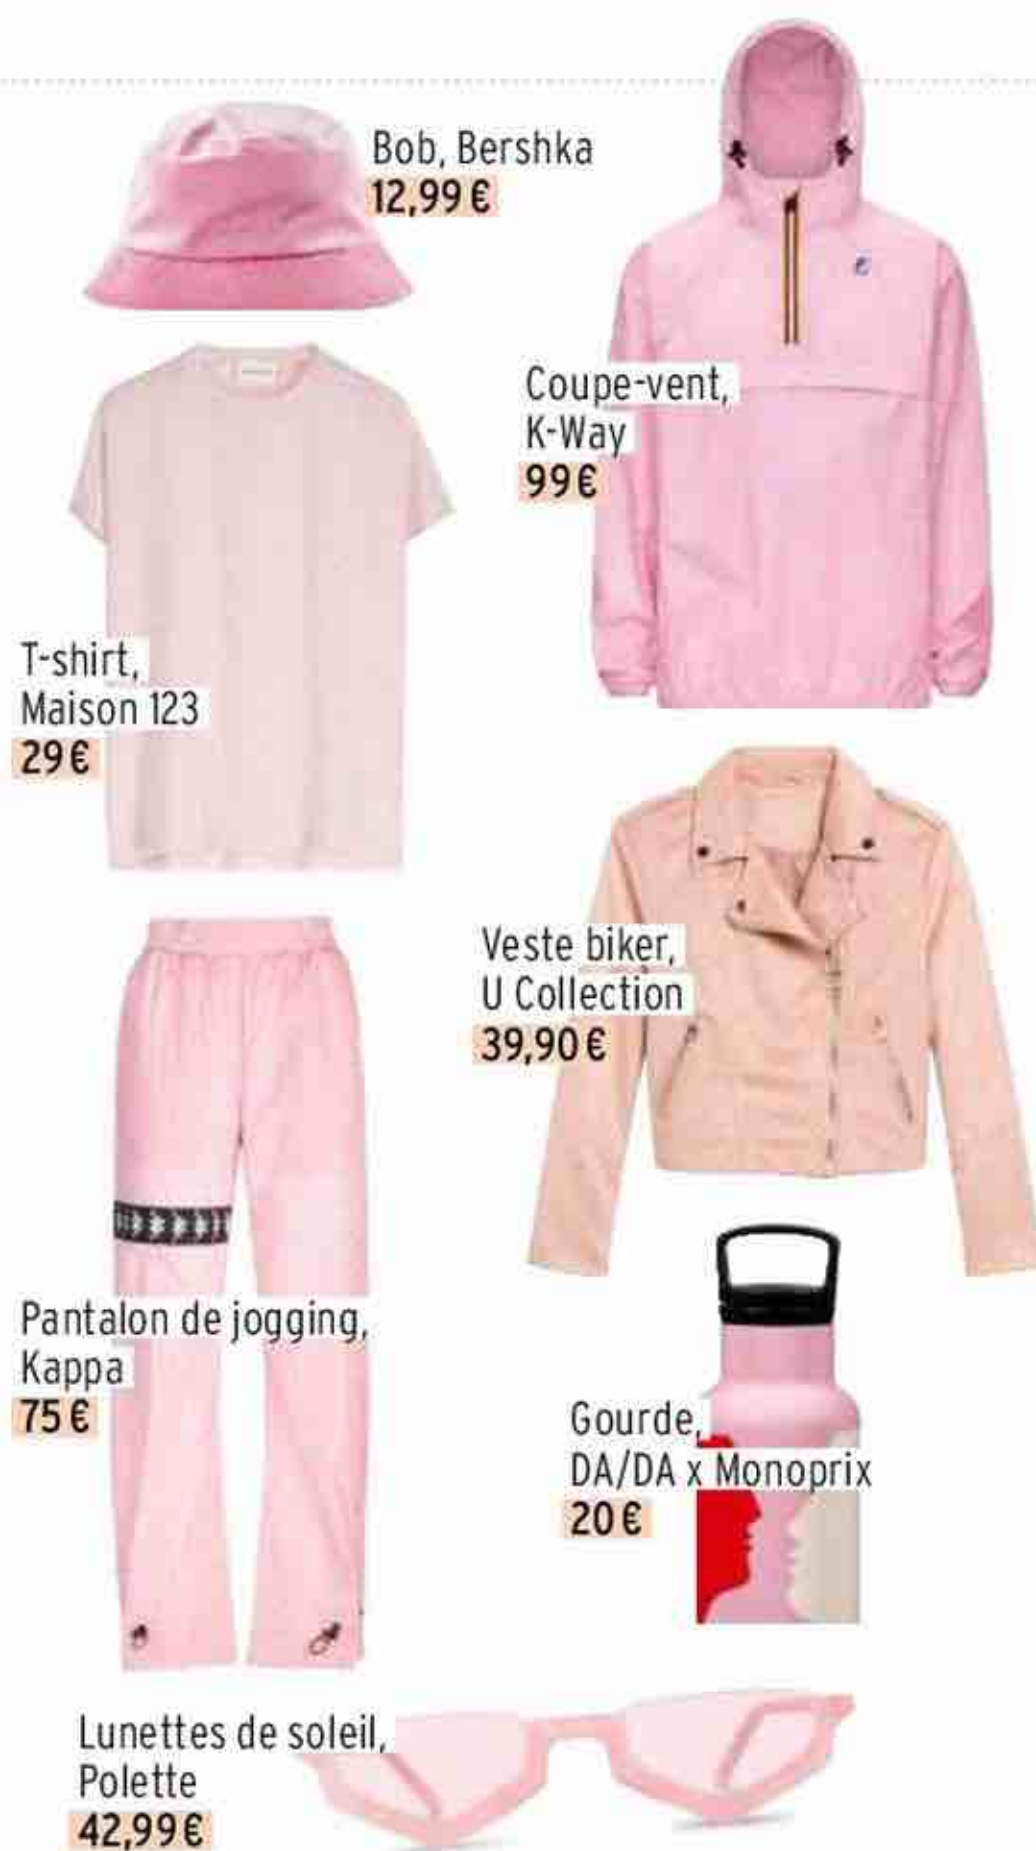 Bob, Bershka
12,99 €
Coupe-vent,
K-Way
99 €
T-shirt,
Maison 123
29 €
Veste biker,
U Collection
39,90 €
Pantalon de jogging,
Kappa
75 €
Gourde,
DA/DA x Monoprix
20 €
Lunettes de soleil,
Polette
42,99 €